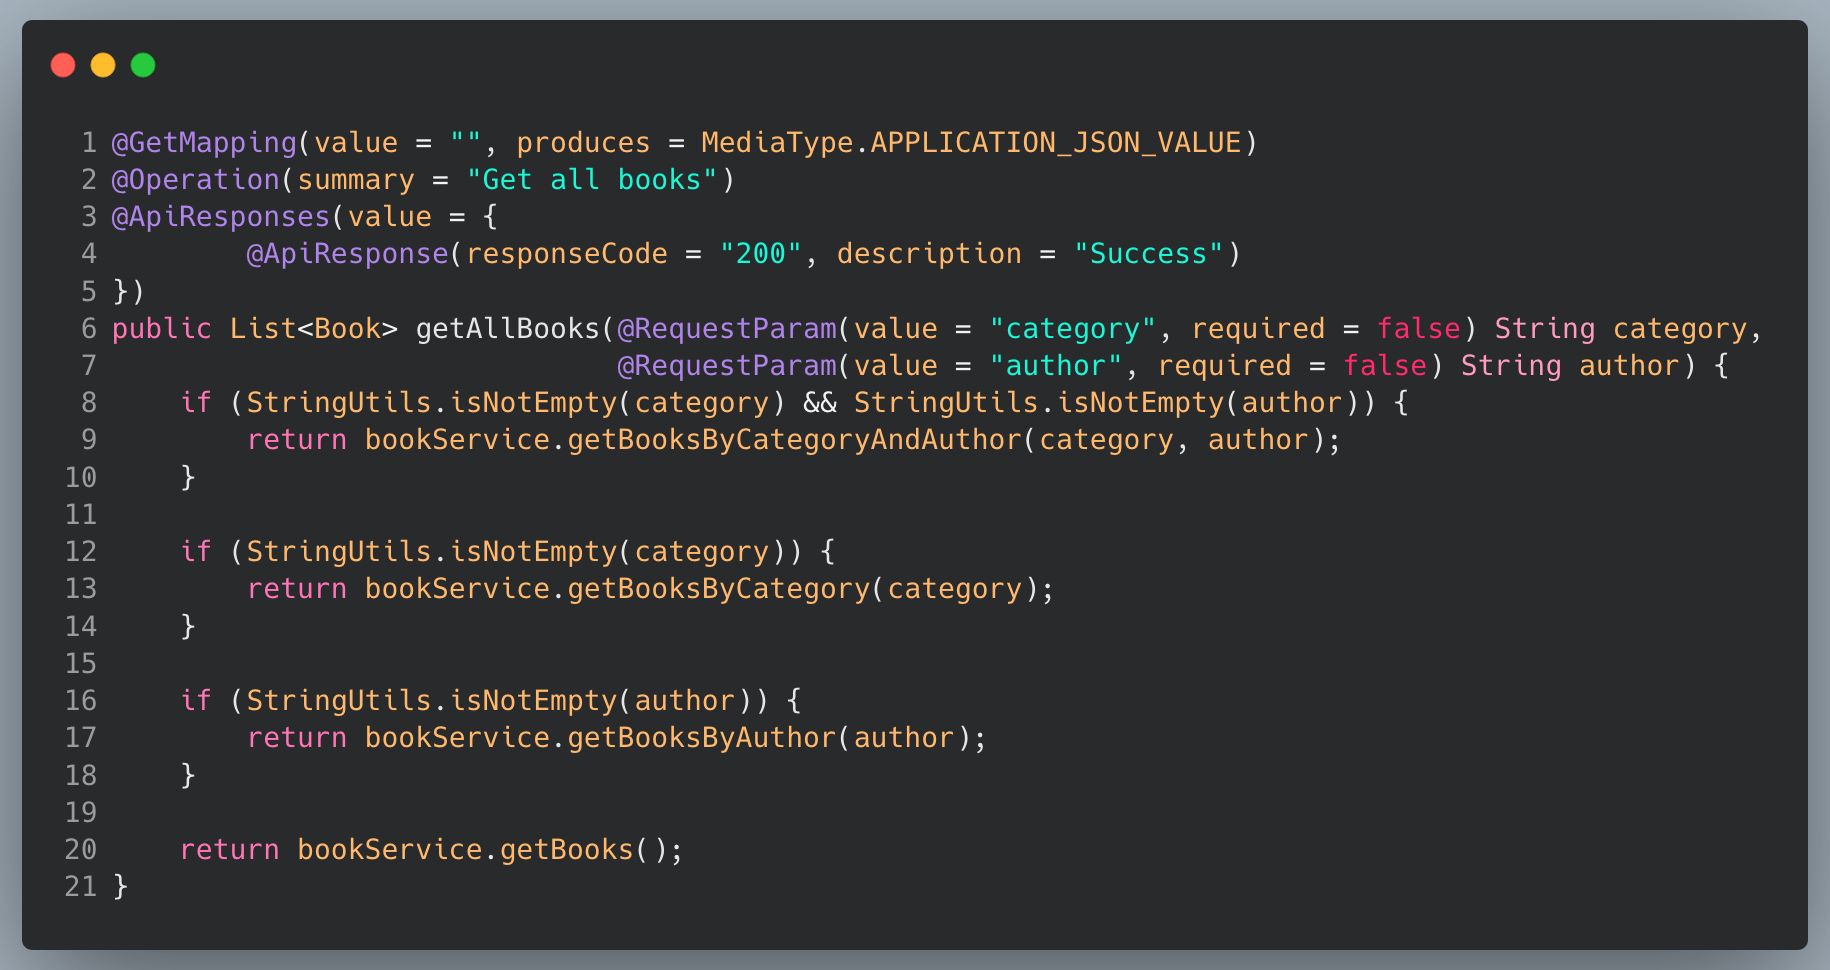 1 @GetMapping(value = "", produces = MediaType.APPLICATION_JSON_VALUE)
2 @Operation(summary = "Get all books")
3 @ApiResponses(value = {
4         @ApiResponse(responseCode = "200", description = "Success")
5 })
6 public List<Book> getAllBooks(@RequestParam(value = "category", required = false) String category,
7                               @RequestParam(value = "author", required = false) String author) {
8     if (StringUtils.isNotEmpty(category) && StringUtils.isNotEmpty(author)) {
9         return bookService.getBooksByCategoryAndAuthor(category, author);
10     }
11
12     if (StringUtils.isNotEmpty(category)) {
13         return bookService.getBooksByCategory(category);
14     }
15
16     if (StringUtils.isNotEmpty(author)) {
17         return bookService.getBooksByAuthor(author);
18     }
19
20     return bookService.getBooks();
21 }